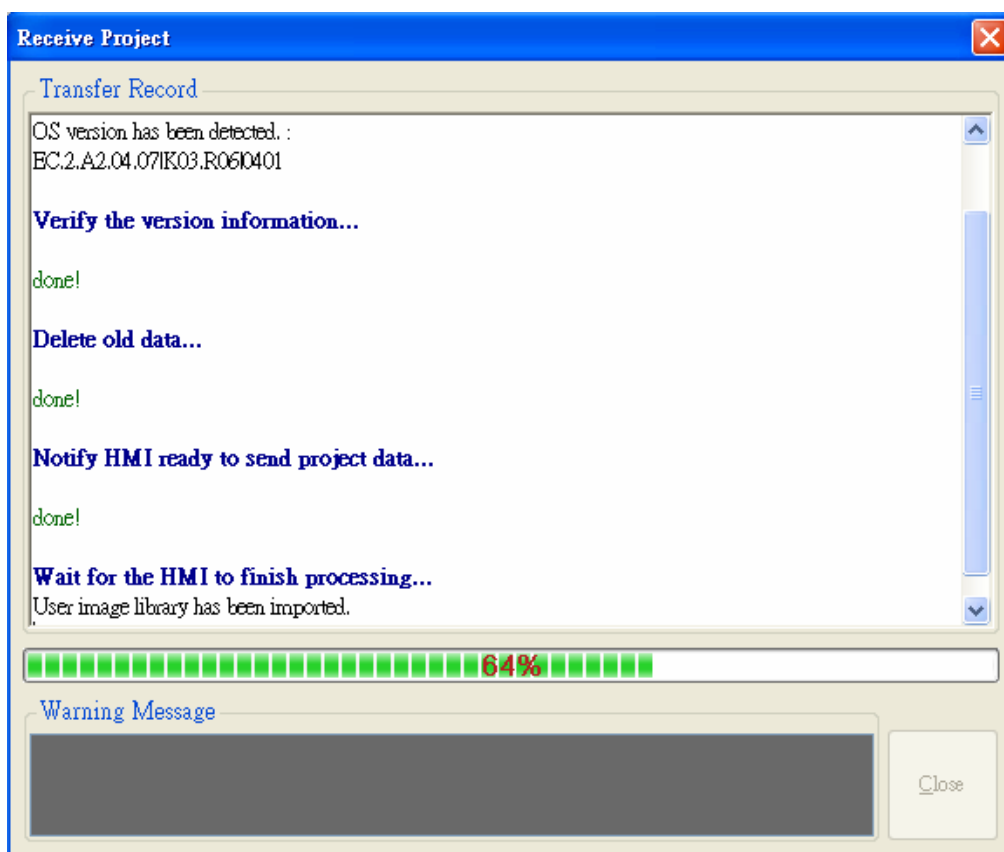 Receive Project
Transfer Record
OS version has been detected. :
EC.2.A2.04.07|K03.R06|0401
Verify the version information...
done!
Delete old data...
done!
Notify HMI ready to send project data...
done!
Wait for the HMI to finish processing...
User image library has been imported.
64%
Warning Message
Close